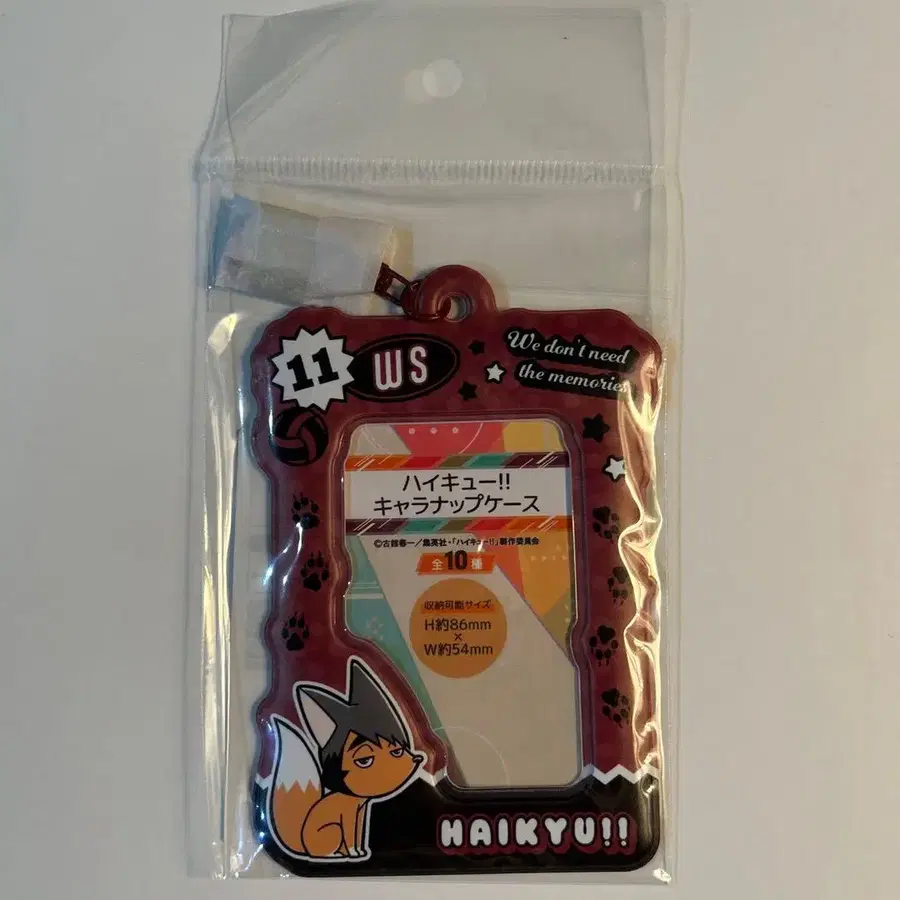 11
WS
We don't need
the memories
ハイキュー!!
キャラナップケース
©古舘春一／集英社・「ハイキュー!!」製作委員会
全10種
収納可能サイズ
H約86mm
×
W約54mm
HAIKYU!!